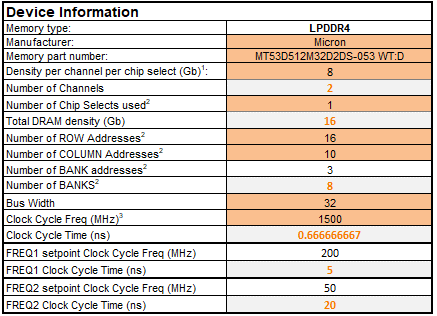 Device Information
Memory type: LPDDR4
Manufacturer: Micron
Memory part number: MT53D512M32D2DS-053 WT:D
Density per channel per chip select (Gb)¹: 8
Number of Channels 2
Number of Chip Selects used² 1
Total DRAM density (Gb) 16
Number of ROW Addresses² 16
Number of COLUMN Addresses² 10
Number of BANK addresses² 3
Number of BANKS² 8
Bus Width 32
Clock Cycle Freq (MHz)³ 1500
Clock Cycle Time (ns) 0.666666667
FREQ1 setpoint Clock Cycle Freq (MHz) 200
FREQ1 Clock Cycle Time (ns) 5
FREQ2 setpoint Clock Cycle Freq (MHz) 50
FREQ2 Clock Cycle Time (ns) 20